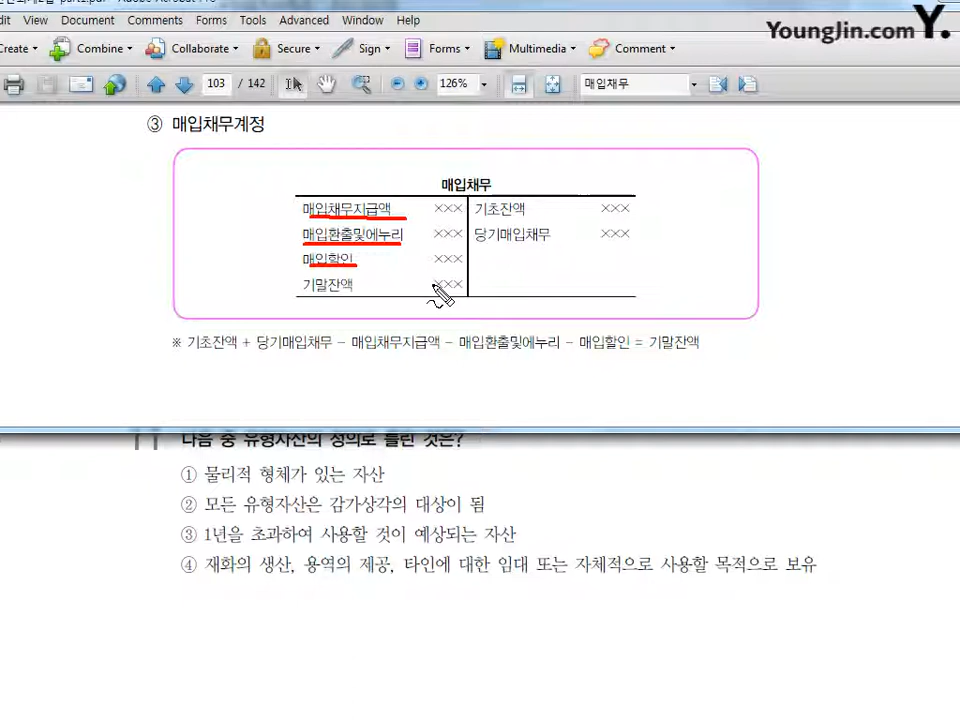 dit View Document Comments Forms Tools Advanced Window Help
YoungJin.com Y.
Create Combine Collaborate Secure Sign Forms Multimedia Comment
103 / 142 126% 매입채무
③ 매입채무계정
매입채무
매입채무지급액 ××× 기초잔액 ×××
매입환출및에누리 ××× 당기매입채무 ×××
매입할인 ×××
기말잔액 ×××
※ 기초잔액 + 당기매입채무 − 매입채무지급액 − 매입환출및에누리 − 매입할인 = 기말잔액
다음 중 유형자산의 정의로 틀린 것은?
① 물리적 형체가 있는 자산
② 모든 유형자산은 감가상각의 대상이 됨
③ 1년을 초과하여 사용할 것이 예상되는 자산
④ 재화의 생산, 용역의 제공, 타인에 대한 임대 또는 자체적으로 사용할 목적으로 보유